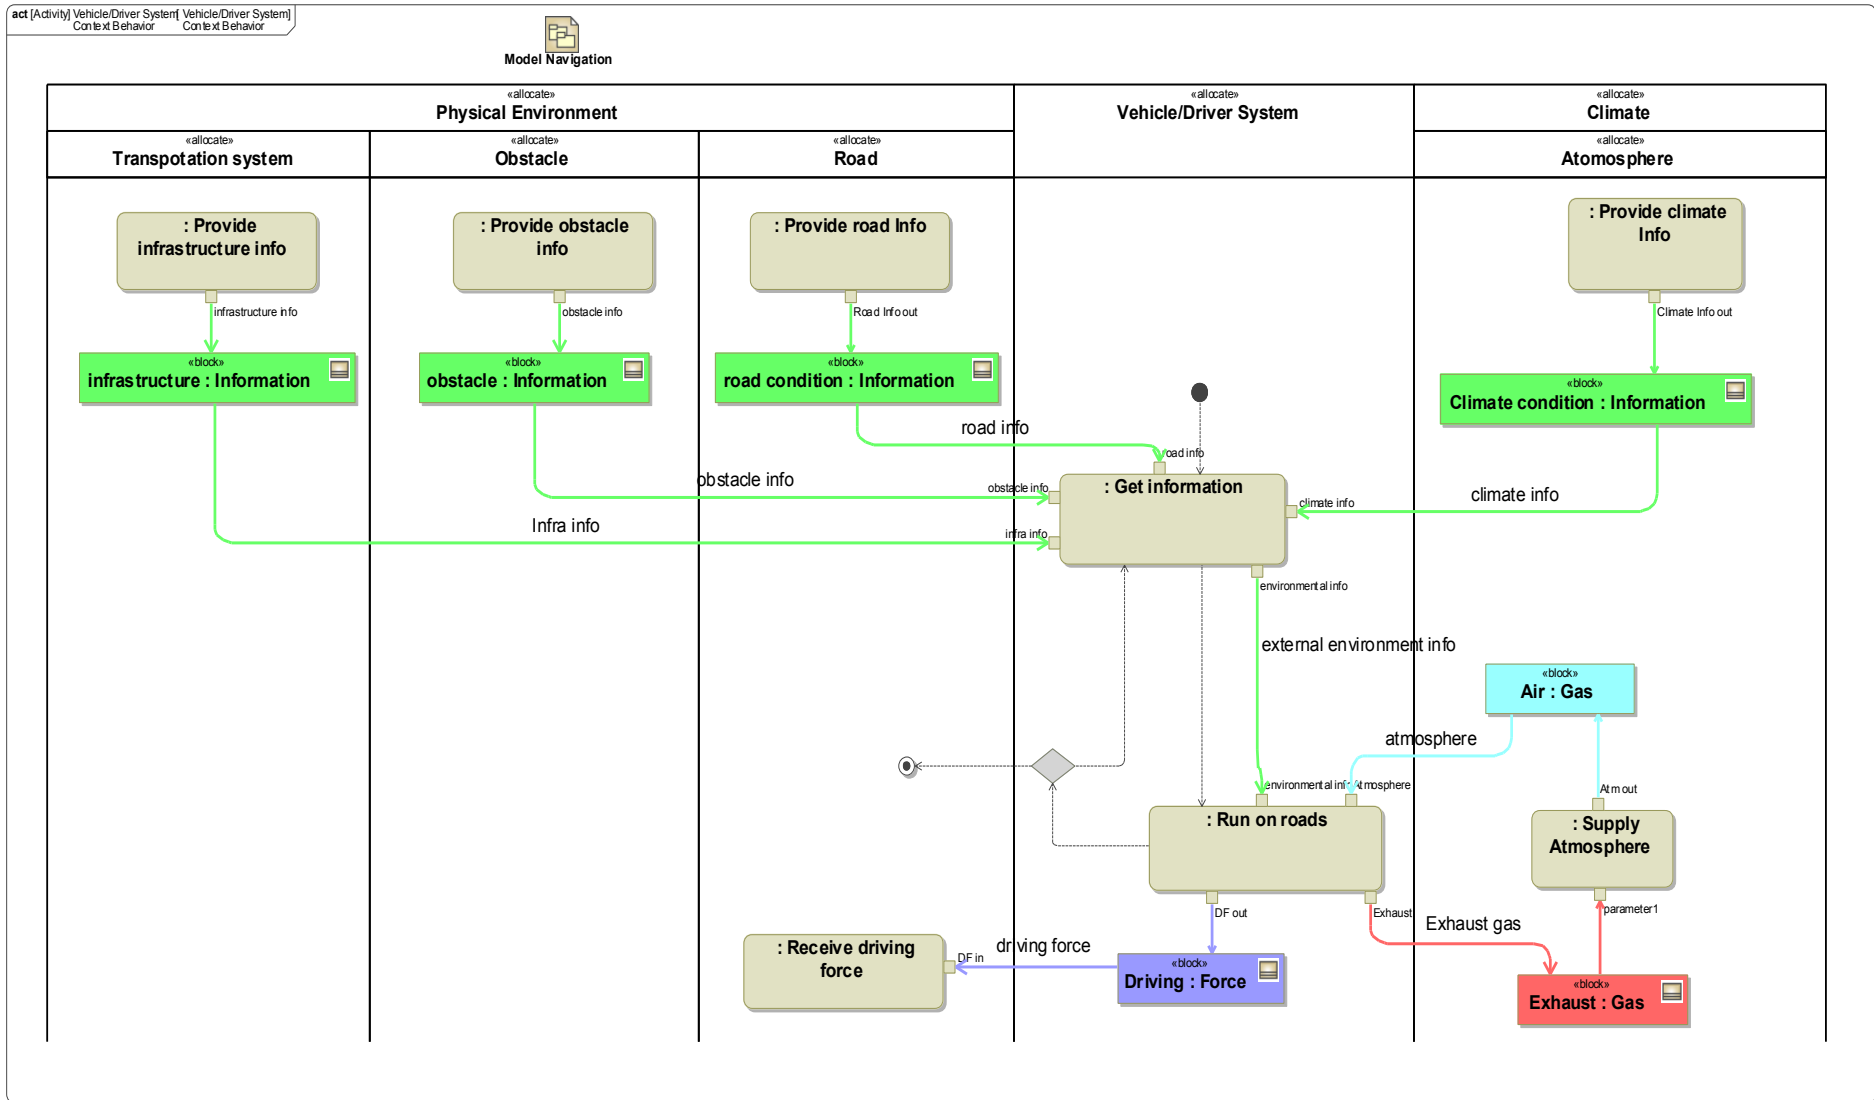 act [Activity] Vehicle/Driver System[ Vehicle/Driver System]
Context Behavior Context Behavior
Model Navigation
«allocate»
Physical Environment
«allocate»
Vehicle/Driver System
«allocate»
Climate
«allocate»
Transpotation system
«allocate»
Obstacle
«allocate»
Road
«allocate»
Atomosphere
: Provide
infrastructure info
: Provide obstacle
info
: Provide road Info
: Provide climate
Info
infrastructure info
obstacle info
Road Info out
Climate Info out
«block»
infrastructure : Information
«block»
obstacle : Information
«block»
road condition : Information
«block»
Climate condition : Information
road info
road info
obstacle info
obstacle info
: Get information
climate info
climate info
Infra info
infra info
environmental info
external environment info
«block»
Air : Gas
atmosphere
environmental info
Atmosphere
Atm out
: Run on roads
: Supply
Atmosphere
DF out
Exhaust
Exhaust gas
parameter1
: Receive driving
force
DF in
driving force
«block»
Driving : Force
«block»
Exhaust : Gas